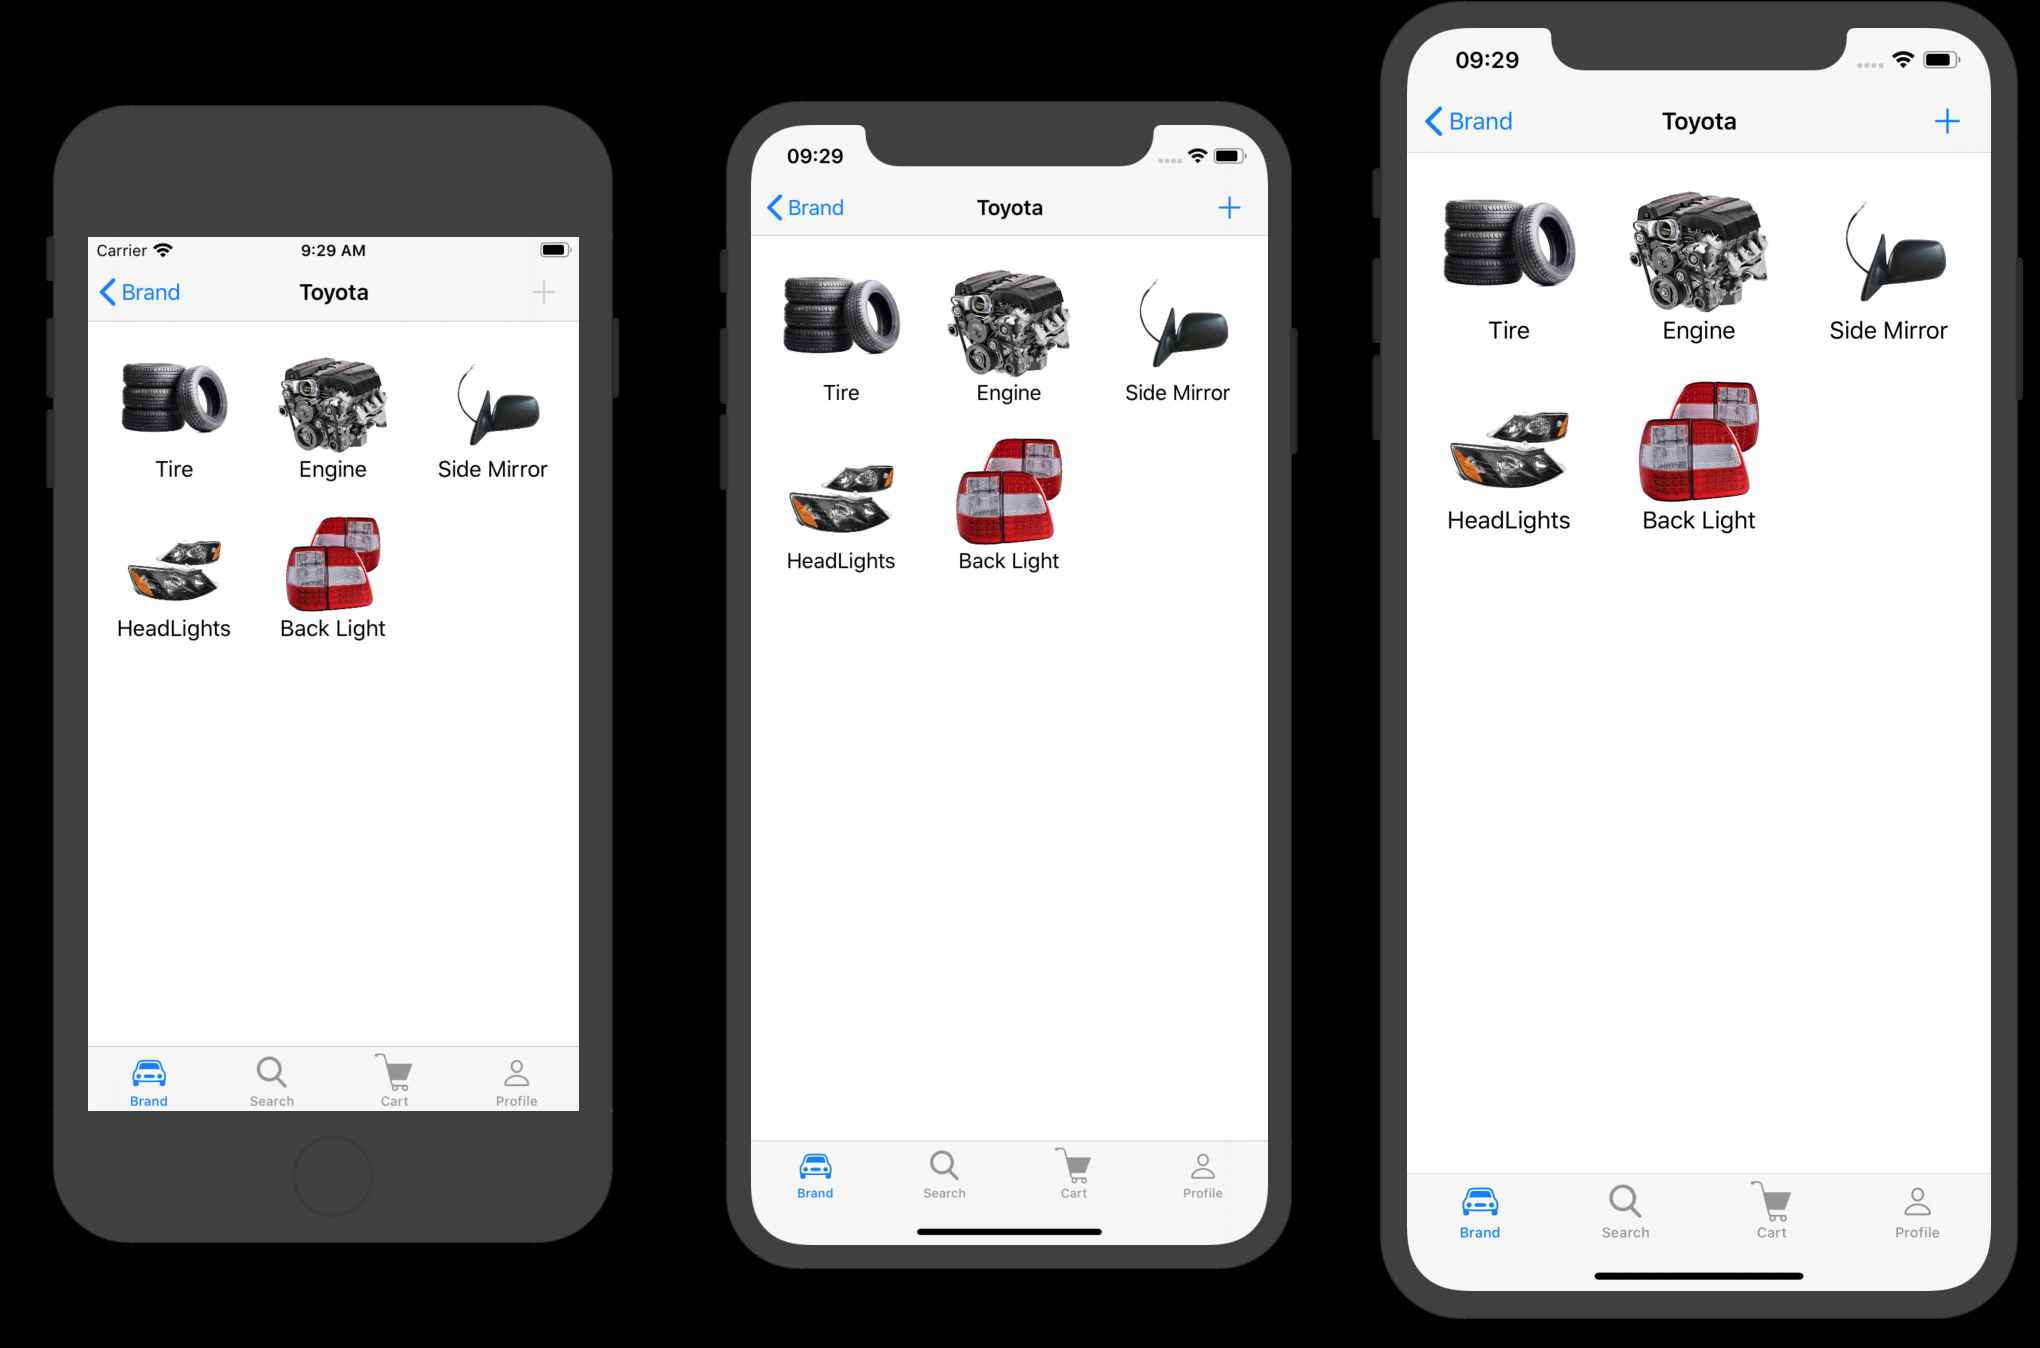 Carrier 9:29 AM
Brand Toyota
Tire Engine Side Mirror
HeadLights Back Light
Brand Search Cart Profile
09:29
Brand Toyota
Tire Engine Side Mirror
HeadLights Back Light
Brand Search Cart Profile
09:29
Brand Toyota
Tire Engine Side Mirror
HeadLights Back Light
Brand Search Cart Profile